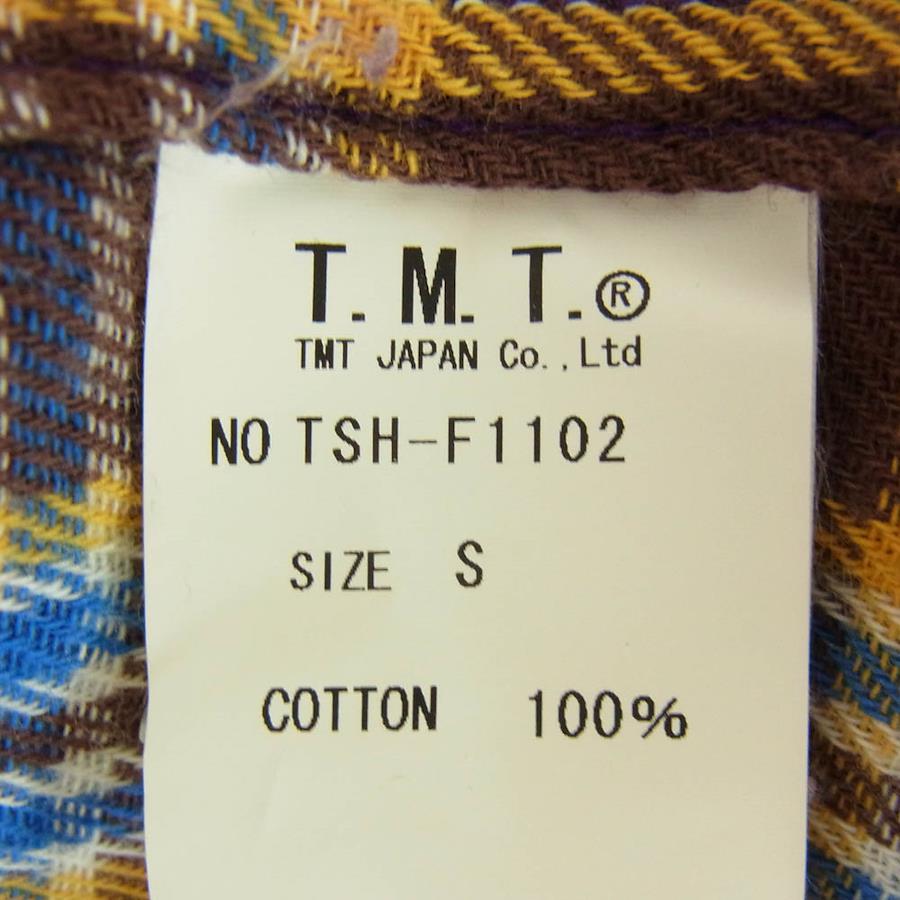 T.M.T.®
TMT JAPAN Co.,Ltd
NO TSH-F1102
SIZE S
COTTON 100%